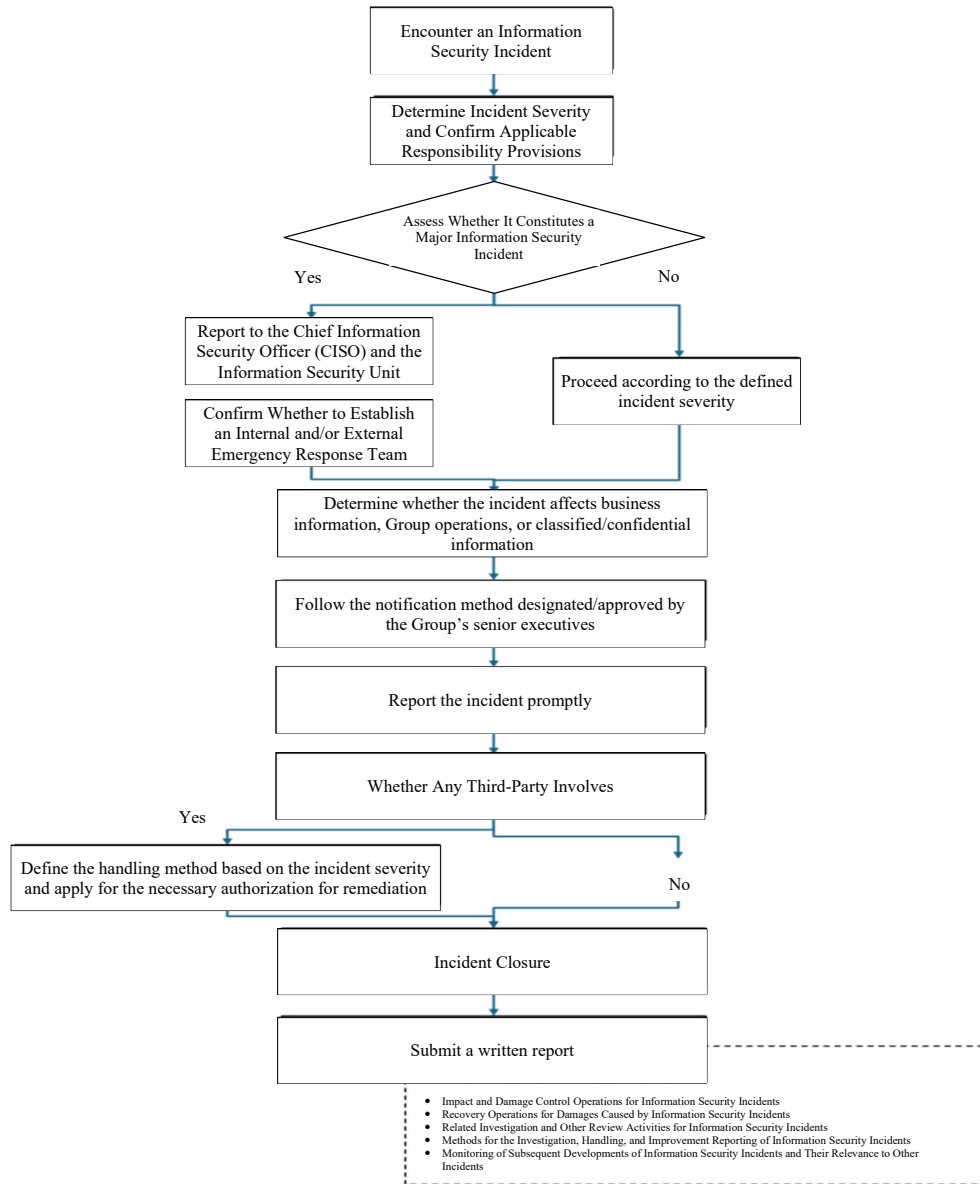 Encounter an Information
Security Incident
Determine Incident Severity
and Confirm Applicable
Responsibility Provisions
Assess Whether It Constitutes a
Major Information Security
Incident
Yes
No
Report to the Chief Information
Security Officer (CISO) and the
Information Security Unit
Proceed according to the defined
incident severity
Confirm Whether to Establish
an Internal and/or External
Emergency Response Team
Determine whether the incident affects business
information, Group operations, or classified/confidential
information
Follow the notification method designated/approved by
the Group’s senior executives
Report the incident promptly
Whether Any Third-Party Involves
Yes
Define the handling method based on the incident severity
and apply for the necessary authorization for remediation
No
Incident Closure
Submit a written report
• Impact and Damage Control Operations for Information Security Incidents
• Recovery Operations for Damages Caused by Information Security Incidents
• Related Investigation and Other Review Activities for Information Security Incidents
• Methods for the Investigation, Handling, and Improvement Reporting of Information Security Incidents
• Monitoring of Subsequent Developments of Information Security Incidents and Their Relevance to Other
Incidents